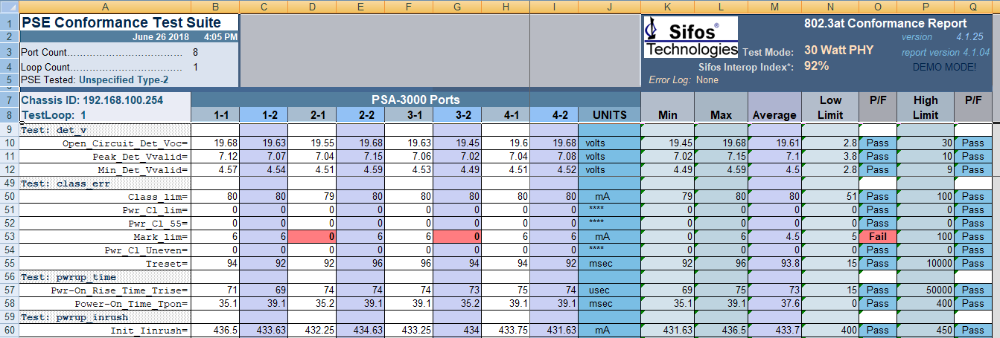 A B C D E F G H I J K L M N O P Q
1 PSE Conformance Test Suite Sifos® Technologies 802.3at Conformance Report
2 June 26 2018 4:05 PM version 4.1.25
3 Port Count.............................. 8 Test Mode: 30 Watt PHY report version 4.1.04
4 Loop Count.............................. 1 Sifos Interop Index*: 92% DEMO MODE!
5 PSE Tested: Unspecified Type-2 Error Log: None
7 Chassis ID: 192.168.100.254 PSA-3000 Ports Low P/F High P/F
8 TestLoop: 1 1-1 1-2 2-1 2-2 3-1 3-2 4-1 4-2 UNITS Min Max Average Limit Limit
9 Test: det_v
10 Open_Circuit_Det_Voc= 19.68 19.63 19.55 19.68 19.63 19.45 19.6 19.68 volts 19.45 19.68 19.61 2.8 Pass 30 Pass
11 Peak_Det_Vvalid= 7.12 7.07 7.04 7.15 7.06 7.02 7.04 7.08 volts 7.02 7.15 7.1 3.8 Pass 10 Pass
12 Min_Det_Vvalid= 4.57 4.54 4.51 4.59 4.53 4.49 4.51 4.52 volts 4.49 4.59 4.5 2.8 Pass 9 Pass
49 Test: class_err
50 Class_lim= 80 80 79 80 80 80 80 80 mA 79 80 80 51 Pass 100 Pass
51 Pwr_Cl_lim= 0 0 0 0 0 0 0 0 **** 0 0 0 0 Pass 0 Pass
52 Pwr_Cl_55= 0 0 0 0 0 0 0 0 **** 0 0 0 0 Pass 0 Pass
53 Mark_lim= 6 6 0 6 6 0 6 6 mA 0 6 4.5 5 Fail 100 Pass
54 Pwr_Cl_Uneven= 0 0 0 0 0 0 0 0 **** 0 0 0 0 Pass 0 Pass
55 Treset= 94 92 92 96 96 94 94 92 msec 92 96 93.8 15 Pass 10000 Pass
56 Test: pwrup_time
57 Pwr-On_Rise_Time_Trise= 71 69 74 74 74 73 75 74 usec 69 75 73 15 Pass 50000 Pass
58 Power-On_Time_Tpon= 35.1 39.1 35.2 39.1 39.1 35.2 39.1 39.1 msec 35.1 39.1 37.6 0 Pass 400 Pass
59 Test: pwrup_inrush
60 Init_Iinrush= 436.5 433.63 432.25 434.63 433.25 434 433.75 431.63 mA 431.63 436.5 433.7 400 Pass 450 Pass